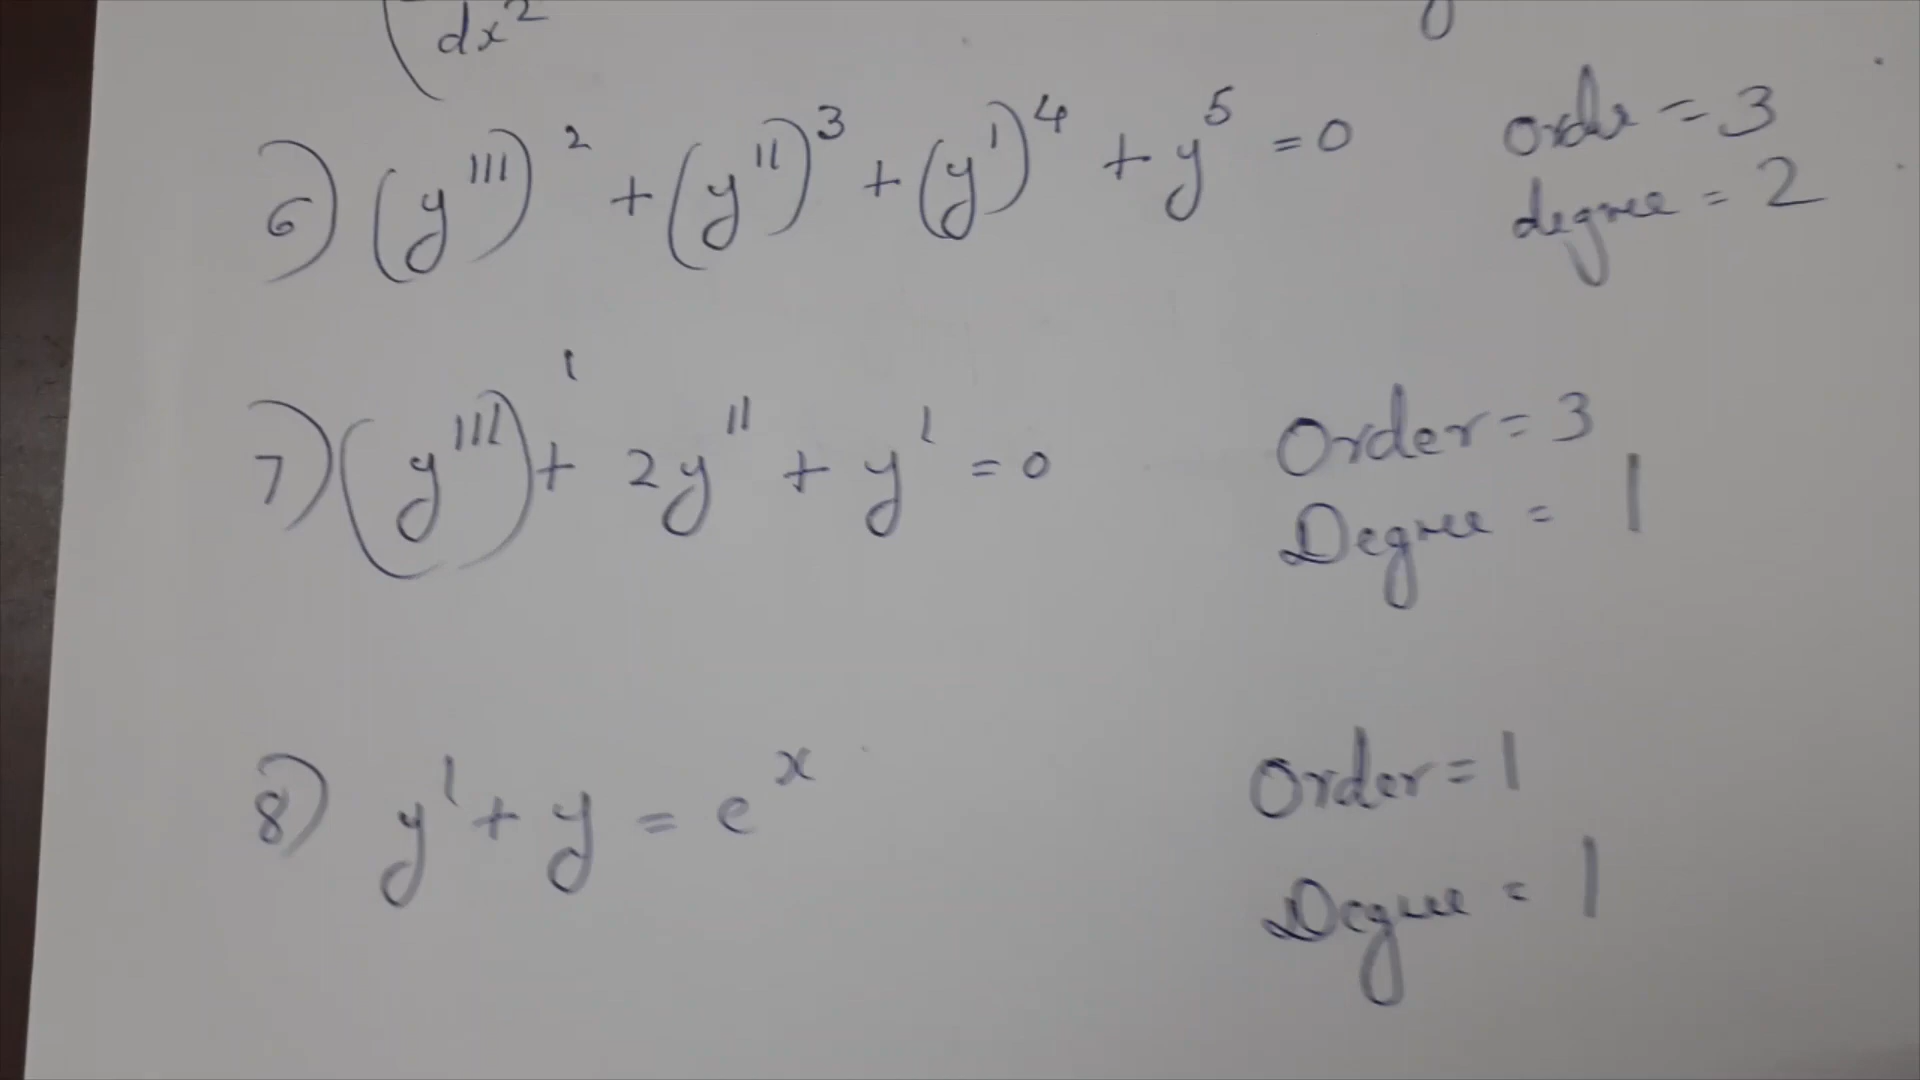 dx²
6) (y''')² + (y'')³ + (y')⁴ + y⁵ = 0 Order = 3
degree = 2
7) (y''')¹ + 2y'' + y' = 0 Order = 3
Degree = 1
8) y' + y = eˣ Order = 1
Degree = 1